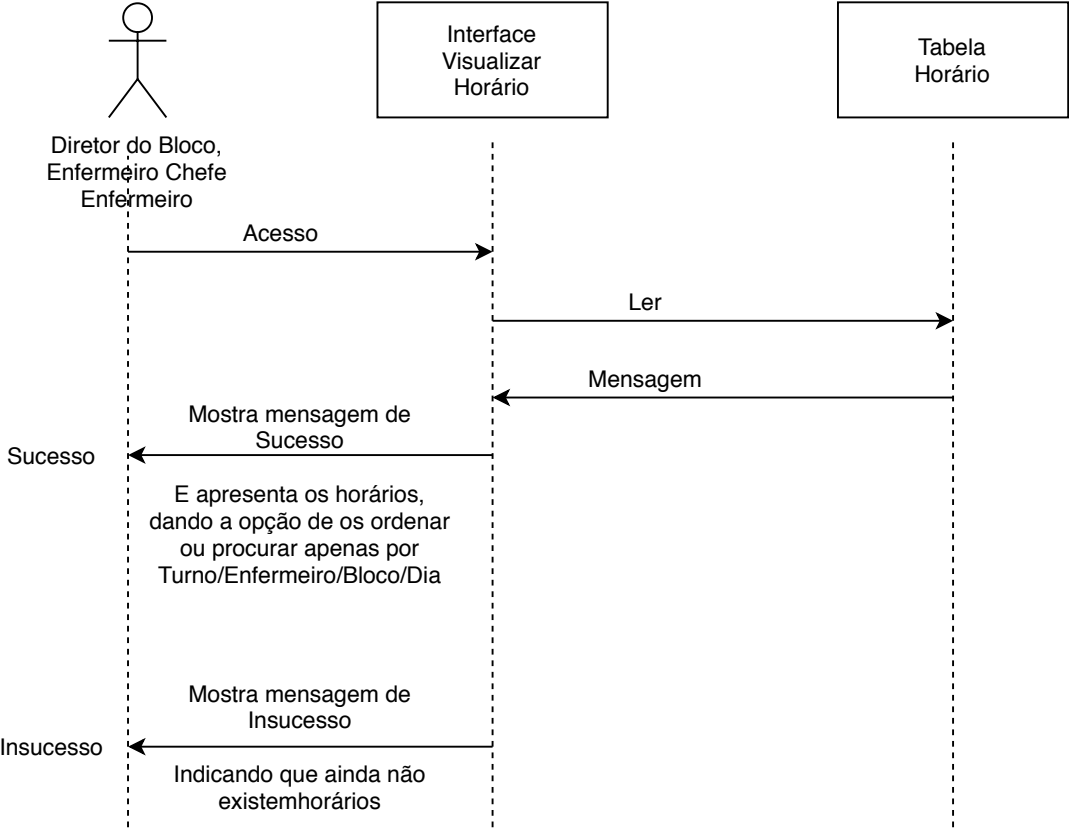 Interface
Visualizar
Horário
Tabela
Horário
Diretor do Bloco,
Enfermeiro Chefe
Enfermeiro
Acesso
Ler
Mensagem
Mostra mensagem de
Sucesso
Sucesso
E apresenta os horários,
dando a opção de os ordenar
ou procurar apenas por
Turno/Enfermeiro/Bloco/Dia
Mostra mensagem de
Insucesso
Insucesso
Indicando que ainda não
existemhorários